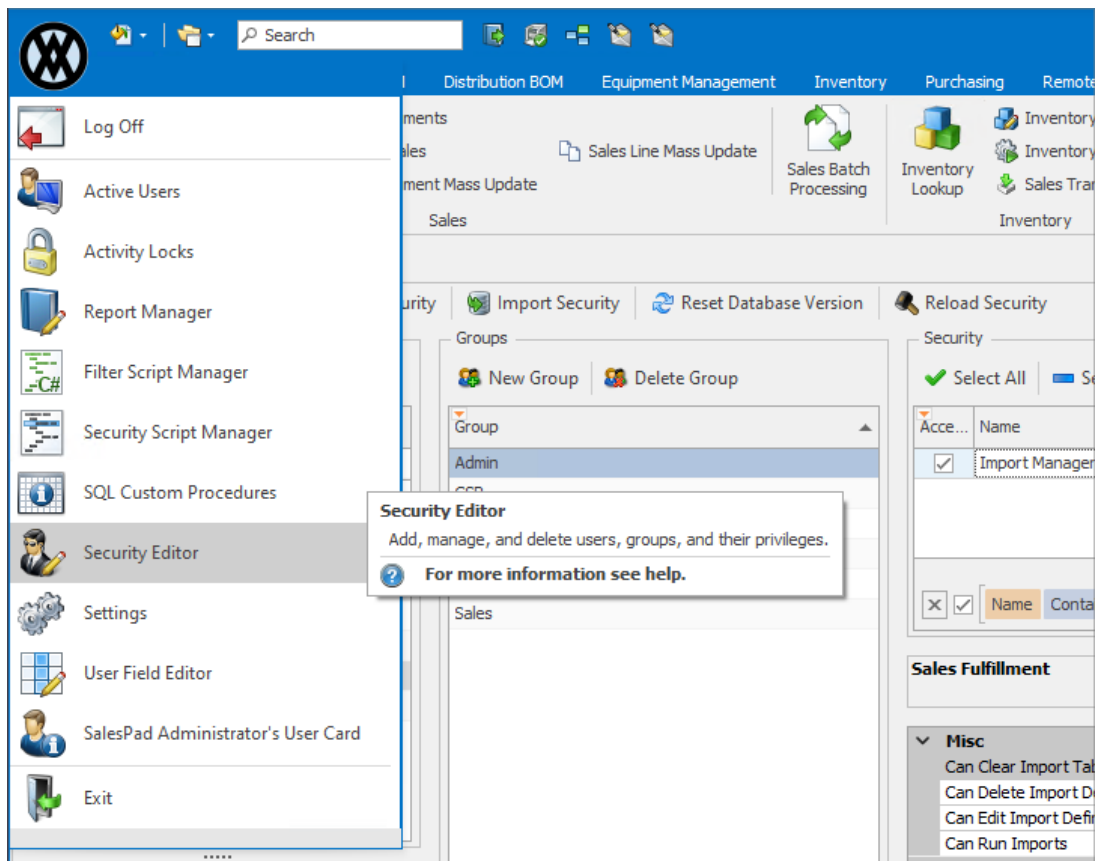 Search
Distribution BOM
Equipment Management
Inventory
Purchasing
Remote
Log Off
Active Users
Activity Locks
Report Manager
Filter Script Manager
Security Script Manager
SQL Custom Procedures
Security Editor
Settings
User Field Editor
SalesPad Administrator's User Card
Exit
ments
ales
ment Mass Update
Sales Line Mass Update
Sales
Sales Batch
Processing
Inventory
Lookup
Inventory
Inventory
Sales Tra
Inventory
urity
Import Security
Reset Database Version
Reload Security
Groups
New Group
Delete Group
Group
Admin
Sales
Security Editor
Add, manage, and delete users, groups, and their privileges.
For more information see help.
Security
Select All
Se
Acce...
Name
Import Manager
Name
Conta
Sales Fulfillment
Misc
Can Clear Import Tab
Can Delete Import D
Can Edit Import Defi
Can Run Imports